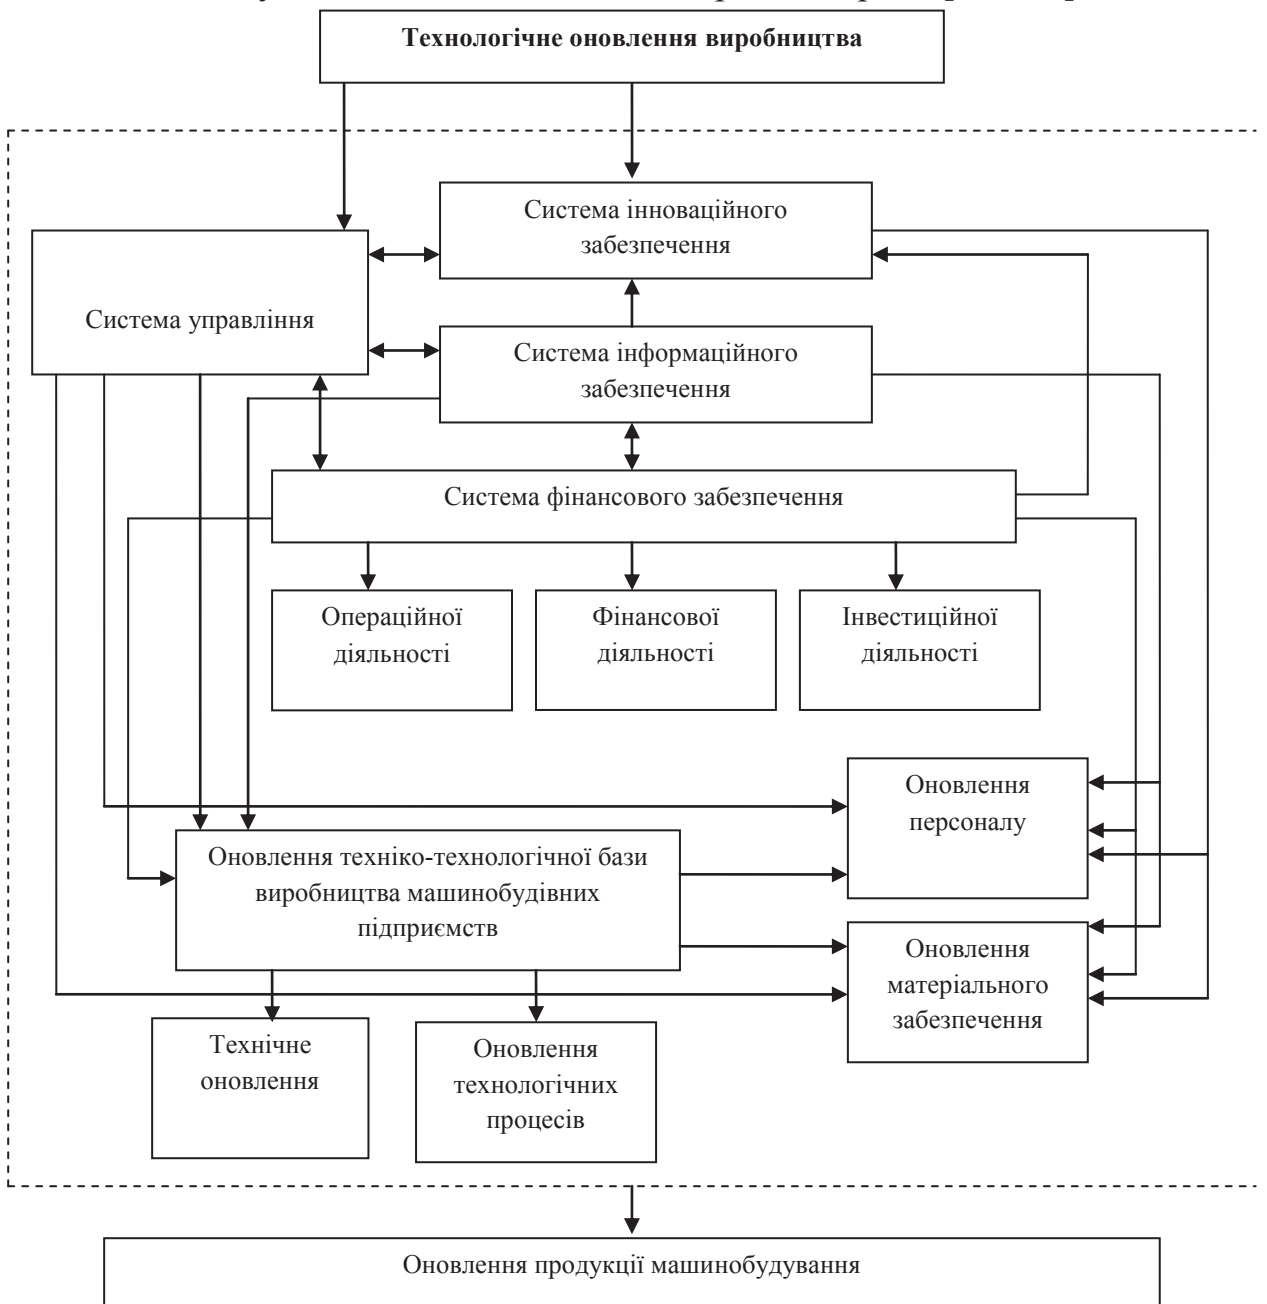 Технологічне оновлення виробництва
Система інноваційного
забезпечення
Система управління
Система інформаційного
забезпечення
Система фінансового забезпечення
Операційної
діяльності
Фінансової
діяльності
Інвестиційної
діяльності
Оновлення
персоналу
Оновлення техніко-технологічної бази
виробництва машинобудівних
підприємств
Оновлення
матеріального
забезпечення
Технічне
оновлення
Оновлення
технологічних
процесів
Оновлення продукції машинобудування